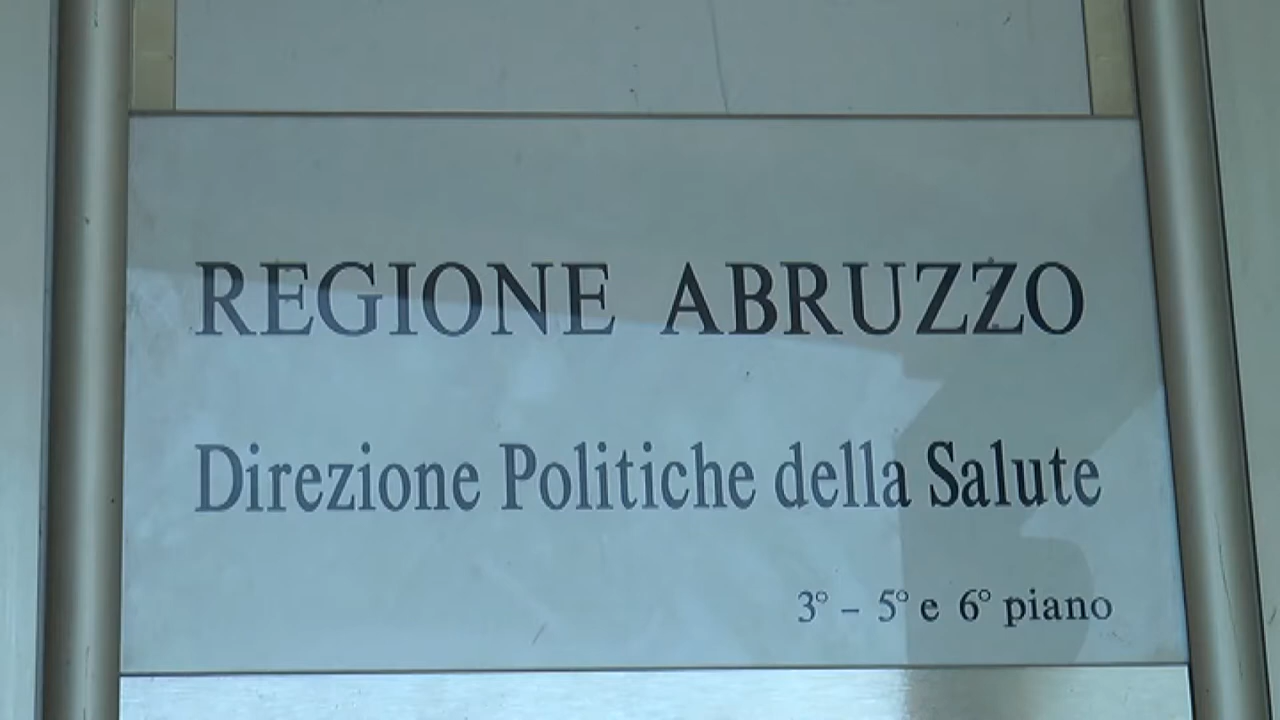 REGIONE ABRUZZO
Direzione Politiche della Salute
3° - 5° e 6° piano